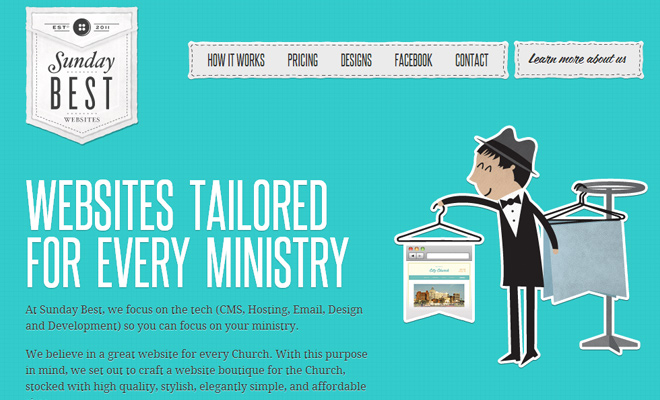 EST° 2011
Sunday
BEST
WEBSITES
HOW IT WORKS PRICING DESIGNS FACEBOOK CONTACT
Learn more about us
WEBSITES TAILORED
FOR EVERY MINISTRY
At Sunday Best, we focus on the tech (CMS, Hosting, Email, Design
and Development) so you can focus on your ministry.
We believe in a great website for every Church. With this purpose
in mind, we set out to craft a website boutique for the Church,
stocked with high quality, stylish, elegantly simple, and affordable